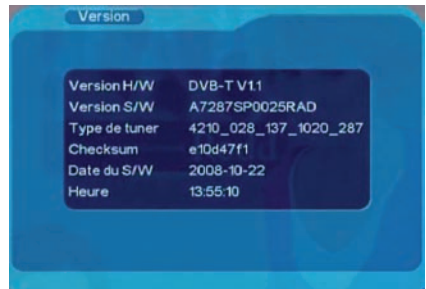 Version
Version H/W DVB-T V1.1
Version S/W A7287SP0025RAD
Type de tuner 4210_028_137_1020_287
Checksum e10d47f1
Date du S/W 2008-10-22
Heure 13:55:10